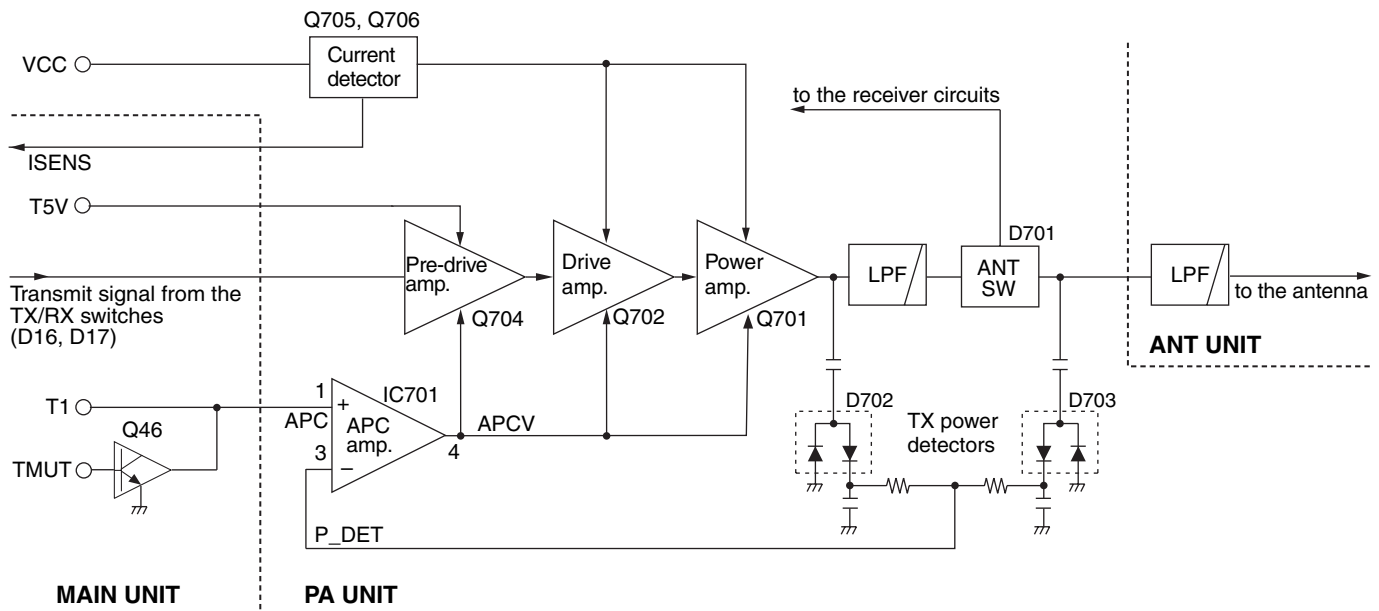 Q705, Q706
VCC
Current
detector
to the receiver circuits
ISENS
T5V
D701
Pre-drive
amp.
Drive
amp.
Power
amp.
LPF
ANT
SW
LPF
to the antenna
Transmit signal from the
TX/RX switches
(D16, D17)
Q704
Q702
Q701
ANT UNIT
T1
1
APC
+
IC701
APC
amp.
3
–
4
APCV
Q46
TMUT
D702
TX power
detectors
D703
P_DET
MAIN UNIT
PA UNIT